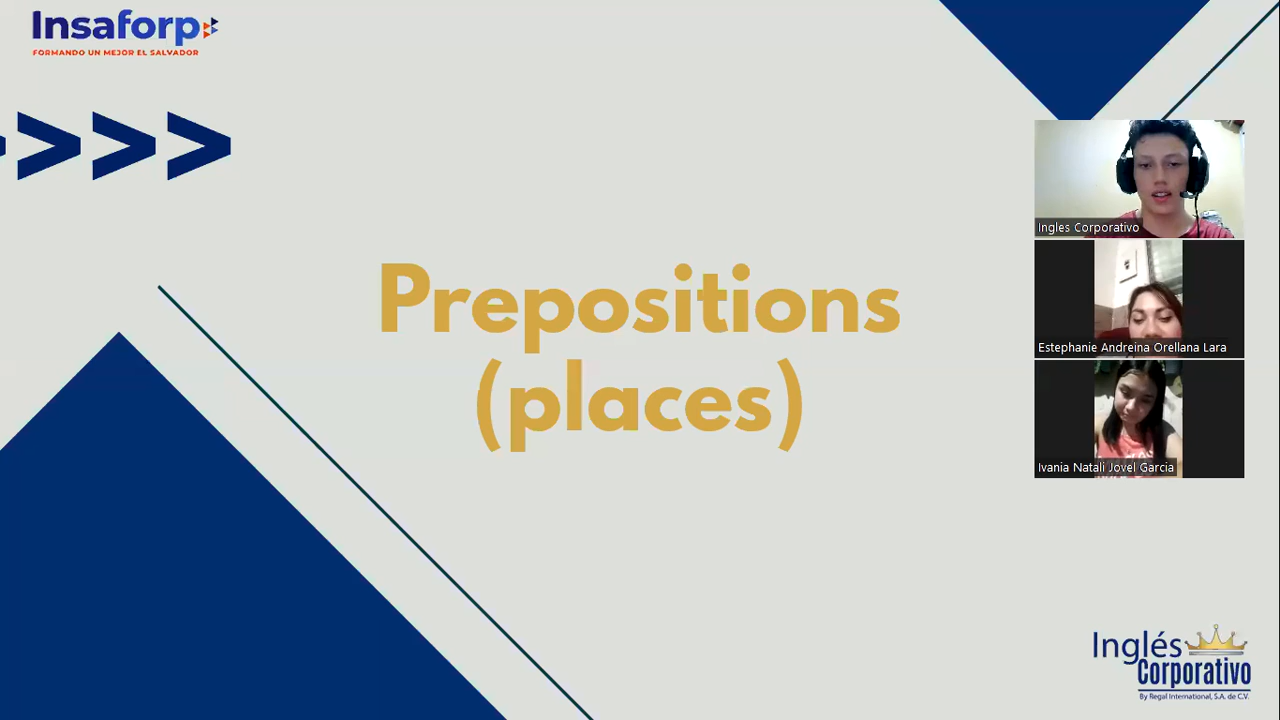 Insaforp
FORMANDO UN MEJOR EL SALVADOR
Prepositions
(places)
Ingles Corporativo
Estephanie Andreina Orellana Lara
Ivania Natali Jovel Garcia
Inglés
Corporativo
By Regal International, S.A. de C.V.